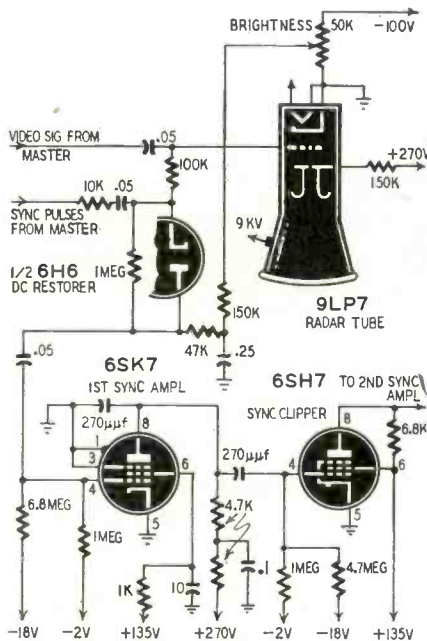 BRIGHTNESS
50K
-100V
VIDEO SIG FROM
MASTER
.05
100K
+270V
150K
10K
.05
SYNC PULSES
FROM MASTER
9 KV
1/2 6H6
DC RESTORER
1MEG
150K
9LP7
RADAR TUBE
47K
.25
.05
6SK7
1ST SYNC AMPL
6SH7
SYNC CLIPPER
TO 2ND SYNC
AMPL
270μμf
8
1
3
4
6
5
270μμf
8
4
6
5
6.8K
6.8MEG
1MEG
1K
10
4.7K
.1
1MEG
4.7MEG
-18V
-2V
+135V
+270V
-2V
-18V
+135V